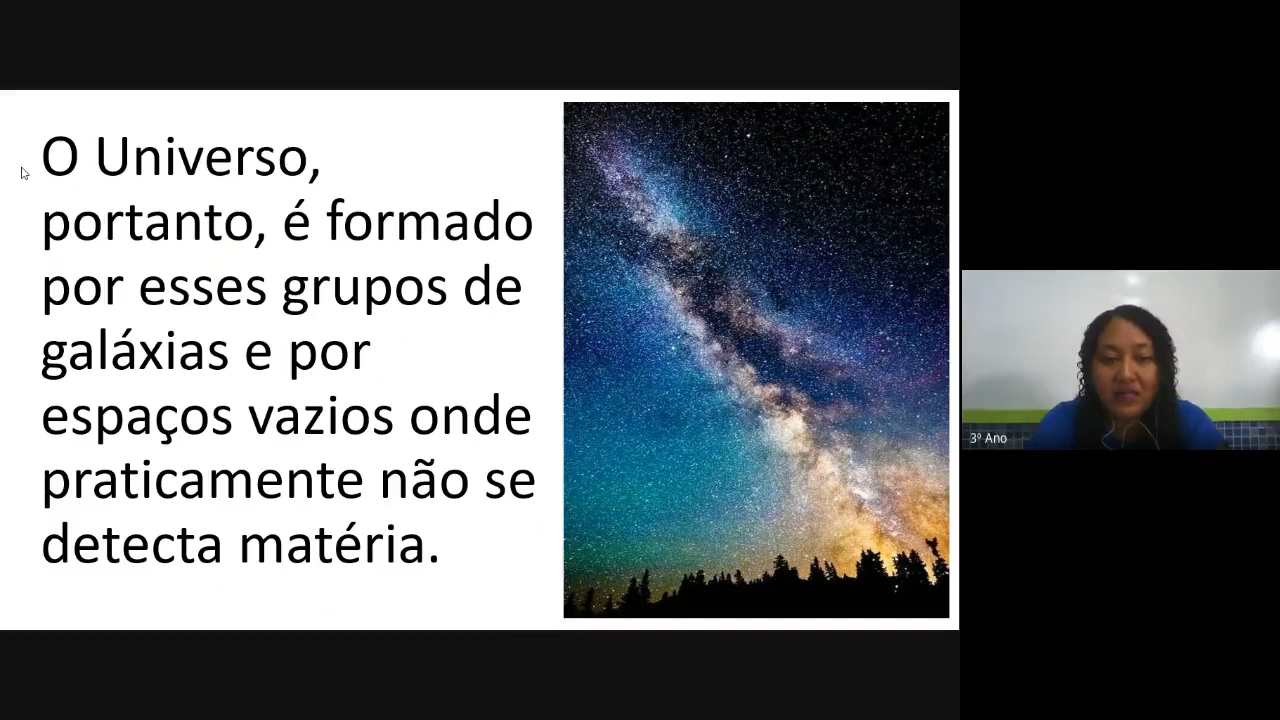 O Universo,
portanto, é formado
por esses grupos de
galáxias e por
espaços vazios onde
praticamente não se
detecta matéria.
3º Ano